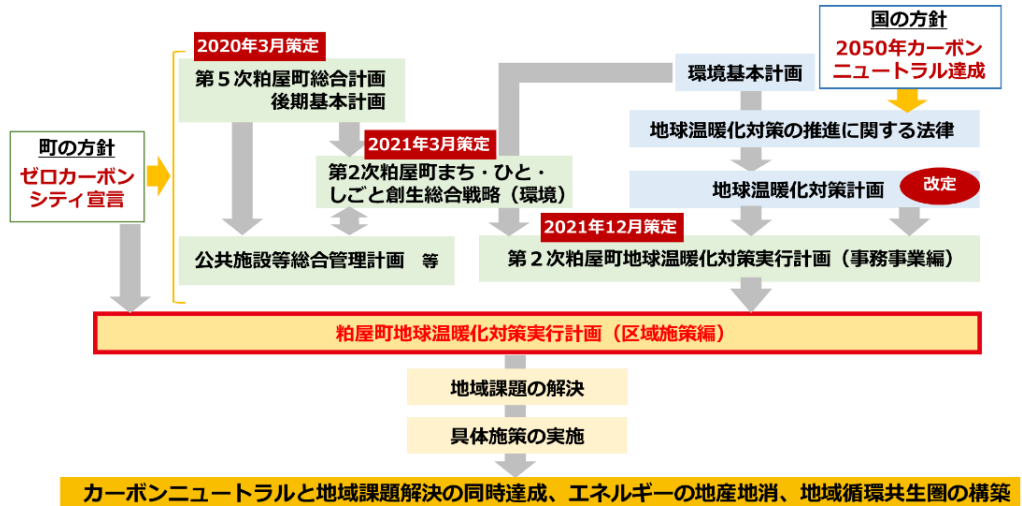 国の方針
2050年カーボン
ニュートラル達成
2020年3月策定
第5次粕屋町総合計画
後期基本計画
環境基本計画
地球温暖化対策の推進に関する法律
町の方針
ゼロカーボン
シティ宣言
2021年3月策定
第2次粕屋町まち・ひと・
しごと創生総合戦略（環境）
地球温暖化対策計画
改定
2021年12月策定
公共施設等総合管理計画　等
第２次粕屋町地球温暖化対策実行計画（事務事業編）
粕屋町地球温暖化対策実行計画（区域施策編）
地域課題の解決
具体施策の実施
カーボンニュートラルと地域課題解決の同時達成、エネルギーの地産地消、地域循環共生圏の構築